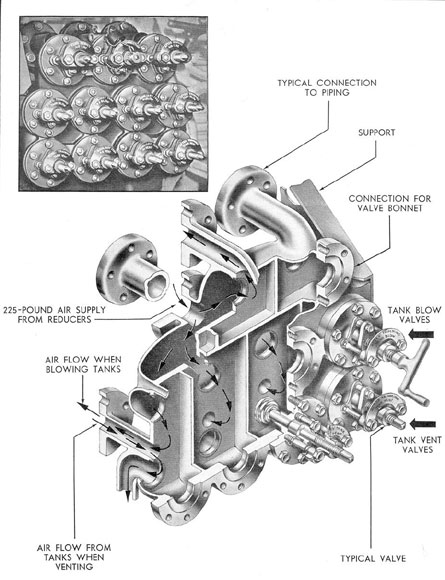 TYPICAL CONNECTION
TO PIPING
SUPPORT
CONNECTION FOR
VALVE BONNET
225-POUND AIR SUPPLY
FROM REDUCERS
TANK BLOW
VALVES
AIR FLOW WHEN
BLOWING TANKS
TANK VENT
VALVES
AIR FLOW FROM
TANKS WHEN
VENTING
TYPICAL VALVE